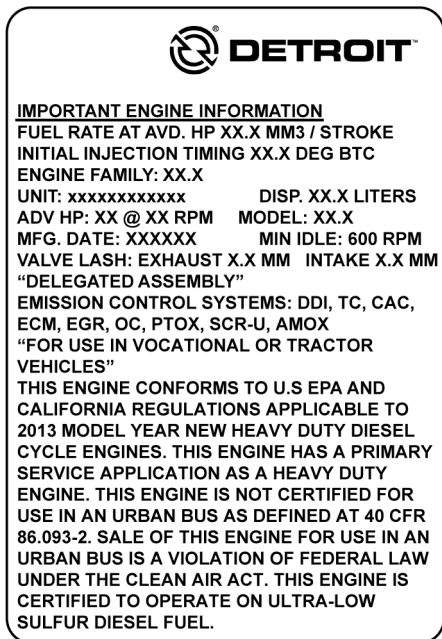 DETROIT™
IMPORTANT ENGINE INFORMATION
FUEL RATE AT AVD. HP XX.X MM3 / STROKE
INITIAL INJECTION TIMING XX.X DEG BTC
ENGINE FAMILY: XX.X
UNIT: xxxxxxxxxxxx DISP. XX.X LITERS
ADV HP: XX @ XX RPM MODEL: XX.X
MFG. DATE: XXXXXX MIN IDLE: 600 RPM
VALVE LASH: EXHAUST X.X MM INTAKE X.X MM
“DELEGATED ASSEMBLY”
EMISSION CONTROL SYSTEMS: DDI, TC, CAC,
ECM, EGR, OC, PTOX, SCR-U, AMOX
“FOR USE IN VOCATIONAL OR TRACTOR
VEHICLES”
THIS ENGINE CONFORMS TO U.S EPA AND
CALIFORNIA REGULATIONS APPLICABLE TO
2013 MODEL YEAR NEW HEAVY DUTY DIESEL
CYCLE ENGINES. THIS ENGINE HAS A PRIMARY
SERVICE APPLICATION AS A HEAVY DUTY
ENGINE. THIS ENGINE IS NOT CERTIFIED FOR
USE IN AN URBAN BUS AS DEFINED AT 40 CFR
86.093-2. SALE OF THIS ENGINE FOR USE IN AN
URBAN BUS IS A VIOLATION OF FEDERAL LAW
UNDER THE CLEAN AIR ACT. THIS ENGINE IS
CERTIFIED TO OPERATE ON ULTRA-LOW
SULFUR DIESEL FUEL.